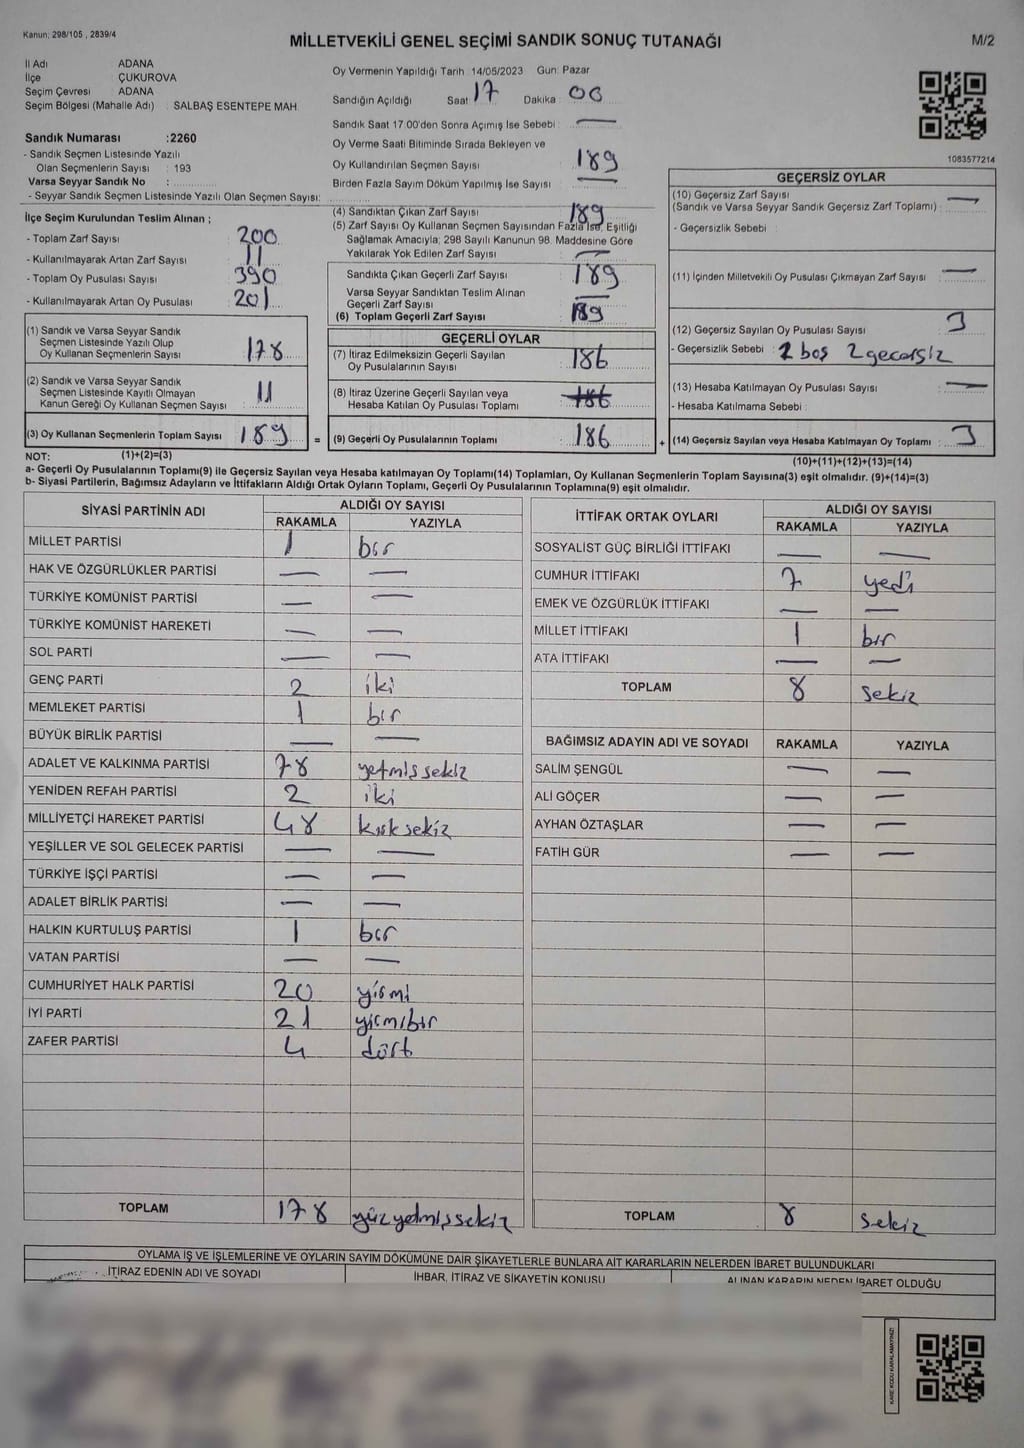 Kanun; 298/105 , 2839/4
MİLLETVEKİLİ GENEL SEÇİMİ SANDIK SONUÇ TUTANAĞI
M/2
İl Adı ADANA
İlçe ÇUKUROVA
Seçim Çevresi : ADANA
Seçim Bölgesi (Mahalle Adı) : SALBAŞ ESENTEPE MAH
Sandık Numarası :2260
- Sandık Seçmen Listesinde Yazılı
Olan Seçmenlerin Sayısı : 193
Varsa Seyyar Sandık No :
- Seyyar Sandık Seçmen Listesinde Yazılı Olan Seçmen Sayısı:
Oy Vermenin Yapıldığı Tarih 14/05/2023 Gün: Pazar
Sandığın Açıldığı Saat 17 Dakika 00
Sandık Saat 17.00'den Sonra Açımış İse Sebebi : —
Oy Verme Saati Bitiminde Sırada Bekleyen ve
Oy Kullandırılan Seçmen Sayısı 189
Birden Fazla Sayım Döküm Yapılmış İse Sayısı —
1083577214
İlçe Seçim Kurulundan Teslim Alınan ;
- Toplam Zarf Sayısı 200
- Kullanılmayarak Artan Zarf Sayısı 11
- Toplam Oy Pusulası Sayısı 390
- Kullanılmayarak Artan Oy Pusulası 201
(4) Sandıktan Çıkan Zarf Sayısı 189
(5) Zarf Sayısı Oy Kullanan Seçmen Sayısından Fazla İse, Eşitliği
Sağlamak Amacıyla; 298 Sayılı Kanunun 98. Maddesine Göre
Yakılarak Yok Edilen Zarf Sayısı —
Sandıkta Çıkan Geçerli Zarf Sayısı 189
Varsa Seyyar Sandıktan Teslim Alınan
Geçerli Zarf Sayısı —
(6) Toplam Geçerli Zarf Sayısı 189
GEÇERSİZ OYLAR
(10) Geçersiz Zarf Sayısı —
(Sandık ve Varsa Seyyar Sandık Geçersiz Zarf Toplamı) :
- Geçersizlik Sebebi :
(11) İçinden Milletvekili Oy Pusulası Çıkmayan Zarf Sayısı —
(12) Geçersiz Sayılan Oy Pusulası Sayısı 3
- Geçersizlik Sebebi : boş 2 geçersiz
(13) Hesaba Katılmayan Oy Pusulası Sayısı —
- Hesaba Katılmama Sebebi :
(1) Sandık ve Varsa Seyyar Sandık
Seçmen Listesinde Yazılı Olup
Oy Kullanan Seçmenlerin Sayısı 178
(2) Sandık ve Varsa Seyyar Sandık
Seçmen Listesinde Kayıtlı Olmayan
Kanun Gereği Oy Kullanan Seçmen Sayısı 11
GEÇERLİ OYLAR
(7) İtiraz Edilmeksizin Geçerli Sayılan
Oy Pusulalarının Sayısı 186
(8) İtiraz Üzerine Geçerli Sayılan veya
Hesaba Katılan Oy Pusulası Toplamı 186
(3) Oy Kullanan Seçmenlerin Toplam Sayısı 189 = (9) Geçerli Oy Pusulalarının Toplamı 186 + (14) Geçersiz Sayılan veya Hesaba Katılmayan Oy Toplamı : 3
NOT: (1)+(2)=(3) (10)+(11)+(12)+(13)=(14)
a- Geçerli Oy Pusulalarının Toplamı(9) ile Geçersiz Sayılan veya Hesaba katılmayan Oy Toplamı(14) Toplamları, Oy Kullanan Seçmenlerin Toplam Sayısına(3) eşit olmalıdır. (9)+(14)=(3)
b- Siyasi Partilerin, Bağımsız Adayların ve İttifakların Aldığı Ortak Oyların Toplamı, Geçerli Oy Pusulalarının Toplamına(9) eşit olmalıdır.
SİYASİ PARTİNİN ADI ALDIĞI OY SAYISI
RAKAMLA YAZIYLA
MİLLET PARTİSİ 1 bir
HAK VE ÖZGÜRLÜKLER PARTİSİ — —
TÜRKİYE KOMÜNİST PARTİSİ — —
TÜRKİYE KOMÜNİST HAREKETİ — —
SOL PARTİ — —
GENÇ PARTİ 2 iki
MEMLEKET PARTİSİ 1 bir
BÜYÜK BİRLİK PARTİSİ — —
ADALET VE KALKINMA PARTİSİ 78 yetmişsekiz
YENİDEN REFAH PARTİSİ 2 iki
MİLLİYETÇİ HAREKET PARTİSİ 48 kırksekiz
YEŞİLLER VE SOL GELECEK PARTİSİ — —
TÜRKİYE İŞÇİ PARTİSİ — —
ADALET BİRLİK PARTİSİ — —
HALKIN KURTULUŞ PARTİSİ 1 bir
VATAN PARTİSİ — —
CUMHURİYET HALK PARTİSİ 20 yirmi
İYİ PARTİ 21 yirmibir
ZAFER PARTİSİ 4 dört
TOPLAM 178 yüzyetmişsekiz
İTTİFAK ORTAK OYLARI ALDIĞI OY SAYISI
RAKAMLA YAZIYLA
SOSYALİST GÜÇ BİRLİĞİ İTTİFAKI — —
CUMHUR İTTİFAKI 7 yedi
EMEK VE ÖZGÜRLÜK İTTİFAKI — —
MİLLET İTTİFAKI 1 bir
ATA İTTİFAKI — —
TOPLAM 8 sekiz
BAĞIMSIZ ADAYIN ADI VE SOYADI RAKAMLA YAZIYLA
SALİM ŞENGÜL — —
ALİ GÖÇER — —
AYHAN ÖZTAŞLAR — —
FATİH GÜR — —
TOPLAM 8 sekiz
OYLAMA İŞ VE İŞLEMLERİNE VE OYLARIN SAYIM DÖKÜMÜNE DAİR ŞİKAYETLERLE BUNLARA AİT KARARLARIN NELERDEN İBARET BULUNDUKLARI
İTİRAZ EDENİN ADI VE SOYADI İHBAR, İTİRAZ VE ŞİKAYETİN KONUSU ALINAN KARARIN NEDEN İBARET OLDUĞU
KARE KODU KARALAMAYINIZ!